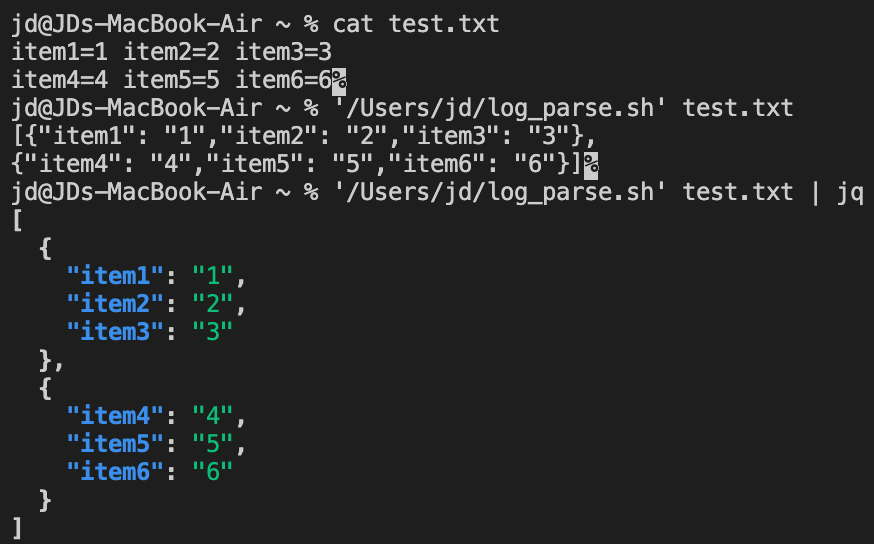 jd@JDs-MacBook-Air ~ % cat test.txt
item1=1 item2=2 item3=3
item4=4 item5=5 item6=6%
jd@JDs-MacBook-Air ~ % '/Users/jd/log_parse.sh' test.txt
[{"item1": "1","item2": "2","item3": "3"},
{"item4": "4","item5": "5","item6": "6"}]%
jd@JDs-MacBook-Air ~ % '/Users/jd/log_parse.sh' test.txt | jq
[
  {
    "item1": "1",
    "item2": "2",
    "item3": "3"
  },
  {
    "item4": "4",
    "item5": "5",
    "item6": "6"
  }
]